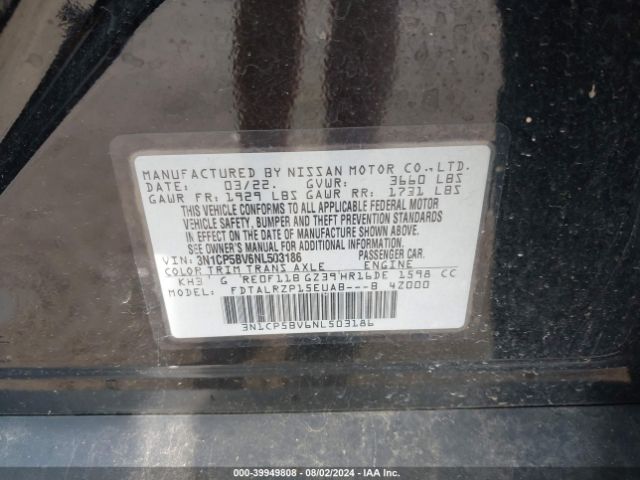 MANUFACTURED BY NISSAN MOTOR CO.,LTD.
DATE: 03/22. GVWR: 3660 LBS
GAWR FR: 1929 LBS GAWR RR: 1731 LBS
THIS VEHICLE CONFORMS TO ALL APPLICABLE FEDERAL MOTOR
VEHICLE SAFETY, BUMPER AND THEFT PREVENTION STANDARDS
IN EFFECT ON THE DATE OF MANUFACTURE SHOWN ABOVE.
SEE OWNER'S MANUAL FOR ADDITIONAL INFORMATION.
VIN: 3N1CP5BV6NL503186 PASSENGER CAR.
COLOR TRIM TRANS AXLE ENGINE
KH3 G RE0F11B GZ39 HR16DE 1598 CC
MODEL: FDTALRZP15EUAB---B 4Z000
3N1CP5BV6NL503186
000-39949808 - 08/02/2024 - IAA Inc.